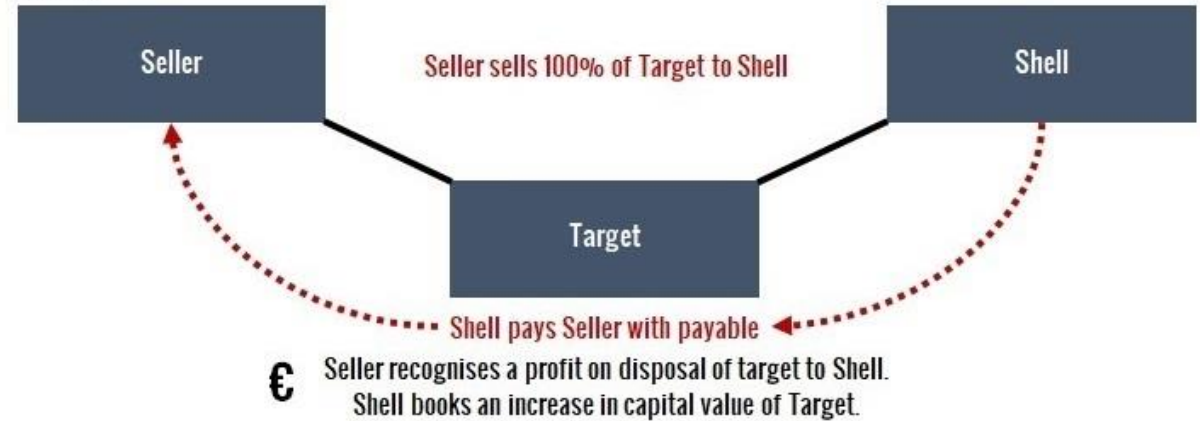 Seller
Seller sells 100% of Target to Shell
Shell
Target
Shell pays Seller with payable
€
Seller recognises a profit on disposal of target to Shell.
Shell books an increase in capital value of Target.